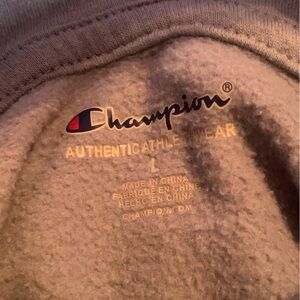 Champion®
AUTHENTIC ATHLETICWEAR
L
MADE IN CHINA
FABRIQUÉ EN CHINE
HECHO EN CHINA
CHAMPION.COM